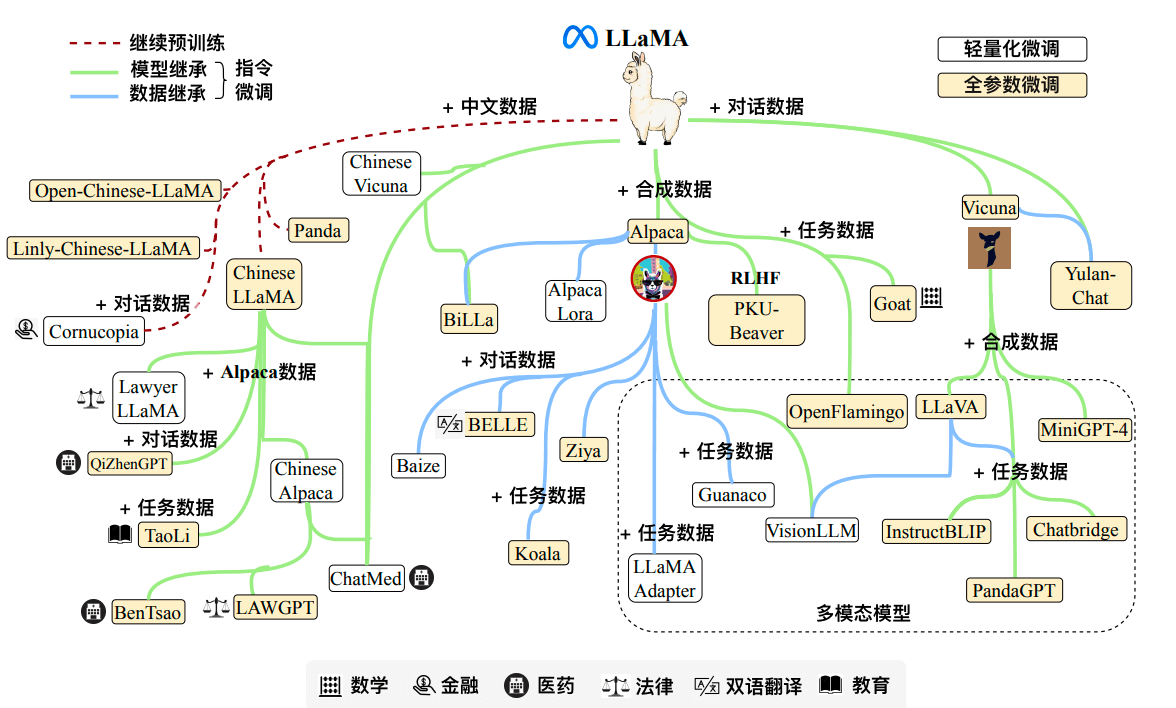 LLaMA
继续预训练
模型继承
数据继承
指令
微调
轻量化微调
全参数微调
+ 中文数据
+ 对话数据
Chinese
Vicuna
Open-Chinese-LLaMA
Panda
Linly-Chinese-LLaMA
Chinese
LLaMA
+ 对话数据
Cornucopia
+ 合成数据
Alpaca
+ 任务数据
Vicuna
BiLLa
Alpaca
Lora
RLHF
PKU-
Beaver
Goat
Yulan-
Chat
+ Alpaca数据
Lawyer
LLaMA
+ 对话数据
QiZhenGPT
Chinese
Alpaca
+ 任务数据
TaoLi
ChatMed
BenTsao
LAWGPT
+ 对话数据
BELLE
Baize
Ziya
+ 任务数据
Koala
+ 合成数据
OpenFlamingo
LLaVA
MiniGPT-4
+ 任务数据
Guanaco
+ 任务数据
LLaMA
Adapter
VisionLLM
+ 任务数据
InstructBLIP
Chatbridge
PandaGPT
多模态模型
数学
金融
医药
法律
双语翻译
教育